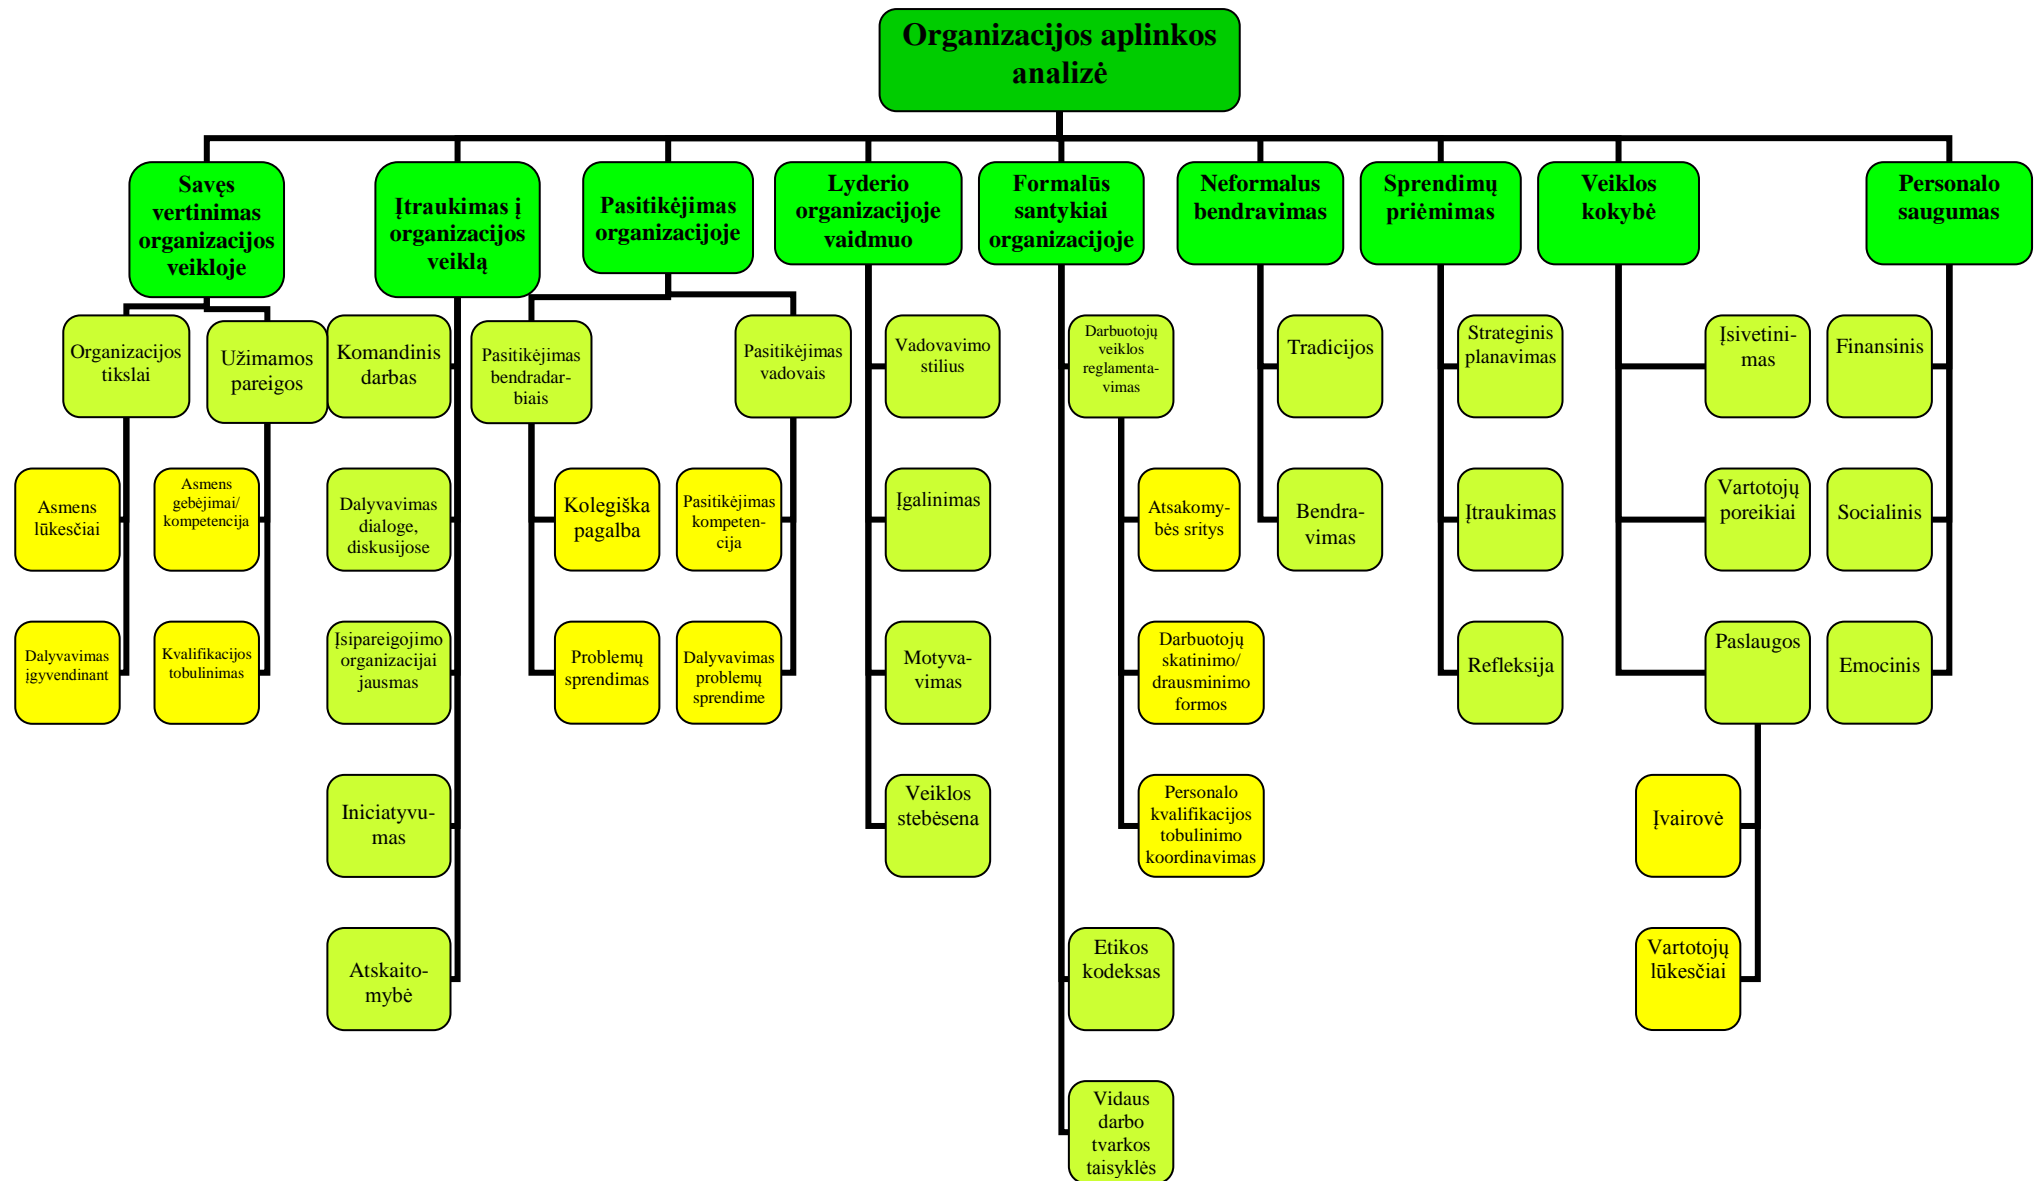 Organizacijos aplinkos
analizė
Savęs
vertinimas
organizacijos
veikloje
Įtraukimas į
organizacijos
veiklą
Pasitikėjimas
organizacijoje
Lyderio
organizacijoje
vaidmuo
Formalūs
santykiai
organizacijoje
Neformalus
bendravimas
Sprendimų
priėmimas
Veiklos
kokybė
Personalo
saugumas
Organizacijos
tikslai
Užimamos
pareigos
Komandinis
darbas
Pasitikėjimas
bendradar-
biais
Pasitikėjimas
vadovais
Vadovavimo
stilius
Darbuotojų
veiklos
reglamenta-
vimas
Tradicijos
Strateginis
planavimas
Įsivetini-
mas
Finansinis
Asmens
lūkesčiai
Asmens
gebėjimai/
kompetencija
Dalyvavimas
dialoge,
diskusijose
Kolegiška
pagalba
Pasitikėjimas
kompeten-
cija
Įgalinimas
Atsakomy-
bės sritys
Bendra-
vimas
Įtraukimas
Vartotojų
poreikiai
Socialinis
Dalyvavimas
įgyvendinant
Kvalifikacijos
tobulinimas
Įsipareigojimo
organizacijai
jausmas
Problemų
sprendimas
Dalyvavimas
problemų
sprendime
Motyva-
vimas
Darbuotojų
skatinimo/
drausminimo
formos
Refleksija
Paslaugos
Emocinis
Iniciatyvu-
mas
Veiklos
stebėsena
Personalo
kvalifikacijos
tobulinimo
koordinavimas
Įvairovė
Atskaito-
mybė
Etikos
kodeksas
Vartotojų
lūkesčiai
Vidaus
darbo
tvarkos
taisyklės